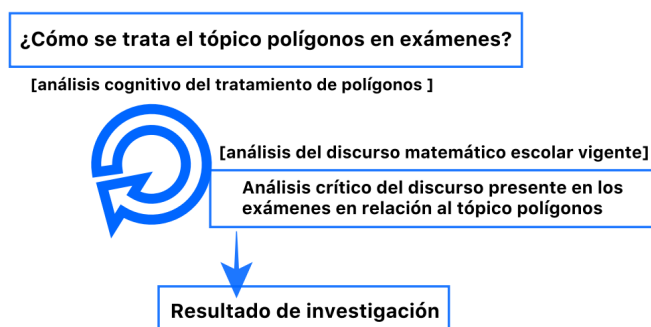 ¿Cómo se trata el tópico polígonos en exámenes?
[análisis cognitivo del tratamiento de polígonos ]
[análisis del discurso matemático escolar vigente]
Análisis crítico del discurso presente en los
exámenes en relación al tópico polígonos
Resultado de investigación